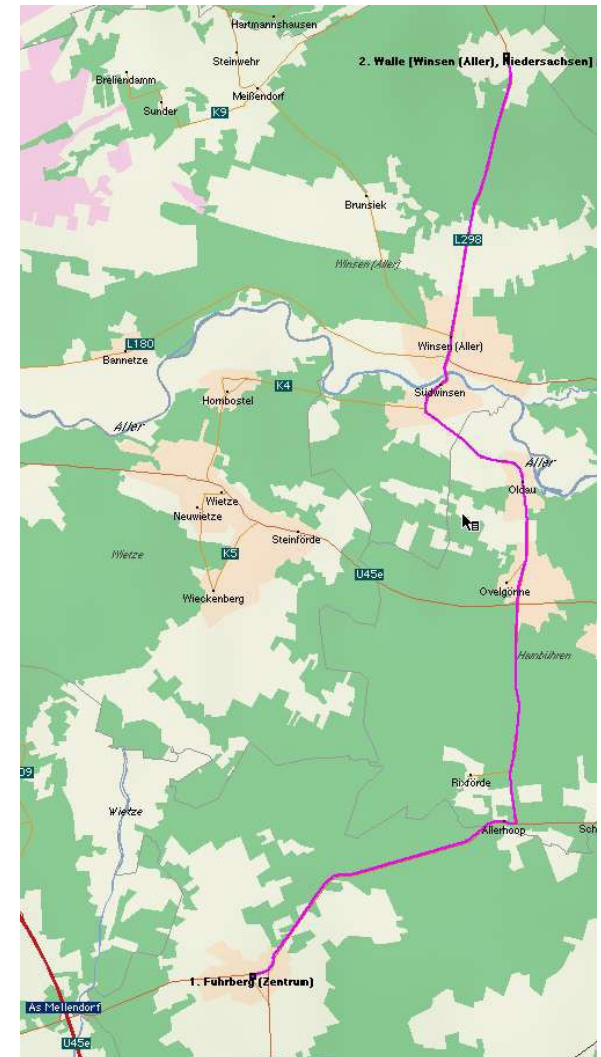 Hartmannshausen
Steinwehr
2. Walle [Winsen (Aller), Niedersachsen]
Breliendamm
Meißendorf
Sunder
K9
Brunsiek
L298
Winsen (Aller)
L180
Winsen (Aller)
Bannetze
K4
Südwinsen
Hornbostel
Aller
Aller
Oldau
Wietze
Neuwietze
Steinförde
Wietze
K5
U45e
Ovelgönne
Wieckenberg
Hambühren
09
Rixförde
Wietze
Allerhoop
Sch
1. Fuhrberg (Zentrum)
As Mellendorf
U45e